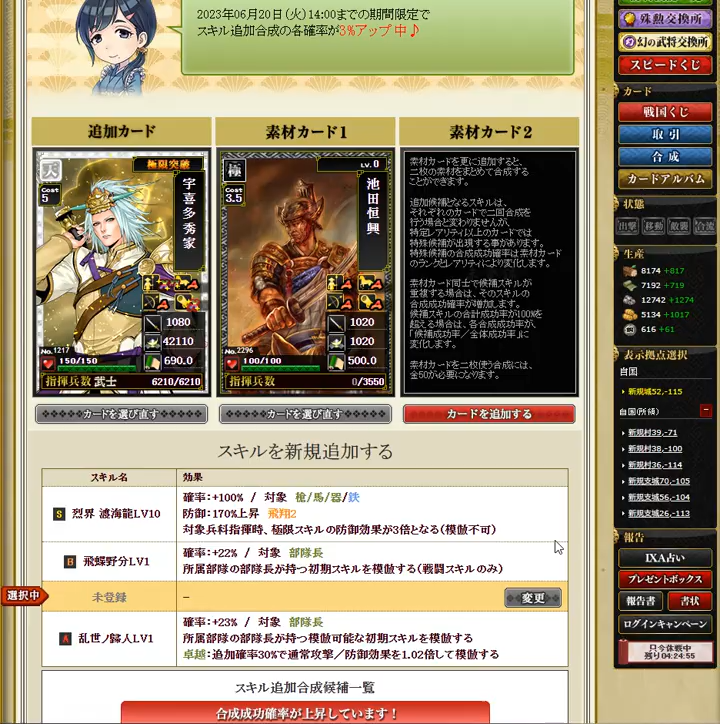 2023年06月20日(火)14:00までの期間限定で
スキル追加合成の各確率が3%アップ中♪
追加カード
素材カード1
素材カード2
天
極限突破
Cost
5
宇喜多秀家
1080
42110
690.0
No.1217
150/150
指揮兵数 武士 6210/6210
極
LV.0
Cost
3.5
池田恒興
1020
1020
500.0
No.2296
100/100
指揮兵数 0/3550
素材カードを更に追加すると、
二枚の素材をまとめて合成する
ことができます。
追加候補となるスキルは、
それぞれのカードで二回合成を
行う場合と変わりませんが、
特定レアリティ以上のカードでは
特殊候補が出現する事があります。
特殊候補の合成成功確率は素材カード
のランクとレアリティにより変化します。
素材カード同士で候補スキルが
重複する場合は、そのスキルの
合成成功確率が増加します。
候補スキルの合計成功率が100%を
超える場合は、各合成成功率が、
「候補成功率／全体成功率」に
変化します。
素材カードを二枚使う合成には、
金50が必要になります。
カードを選び直す
カードを選び直す
カードを追加する
スキルを新規追加する
スキル名 効果
S 烈界 滄海龍LV10
確率：+100% / 対象 槍/馬/器/鉄
防御：170%上昇 飛翔2
対象兵科指揮時、極限スキルの防御効果が3倍となる（模倣不可）
B 飛蝶野分LV1
確率：+22% / 対象 部隊長
所属部隊の部隊長が持つ初期スキルを模倣する（戦闘スキルのみ）
選択中
未登録 － 変更
A 乱世ノ歸人LV1
確率：+23% / 対象 部隊長
所属部隊の部隊長が持つ模倣可能な初期スキルを模倣する
卓越：追加確率30%で通常攻撃／防御効果を1.02倍して模倣する
スキル追加合成候補一覧
合成成功確率が上昇しています！
殊勲交換所
幻の武将交換所
スピードくじ
カード
戦国くじ
取引
合成
カードアルバム
状態
出撃 移動 敵襲 合流
生産
8174 +817
7192 +719
12742 +1274
5134 +1017
616 +61
表示拠点選択
自国
新規城52,-115
自国(所領)
新規村39,-71
新規村38,-100
新規村36,-114
新規支城70,-105
新規支城56,-104
新規支城26,-113
報告
IXA占い
プレゼントボックス
報告書 書状
ログインキャンペーン
只今休戦中
残り04:24:55